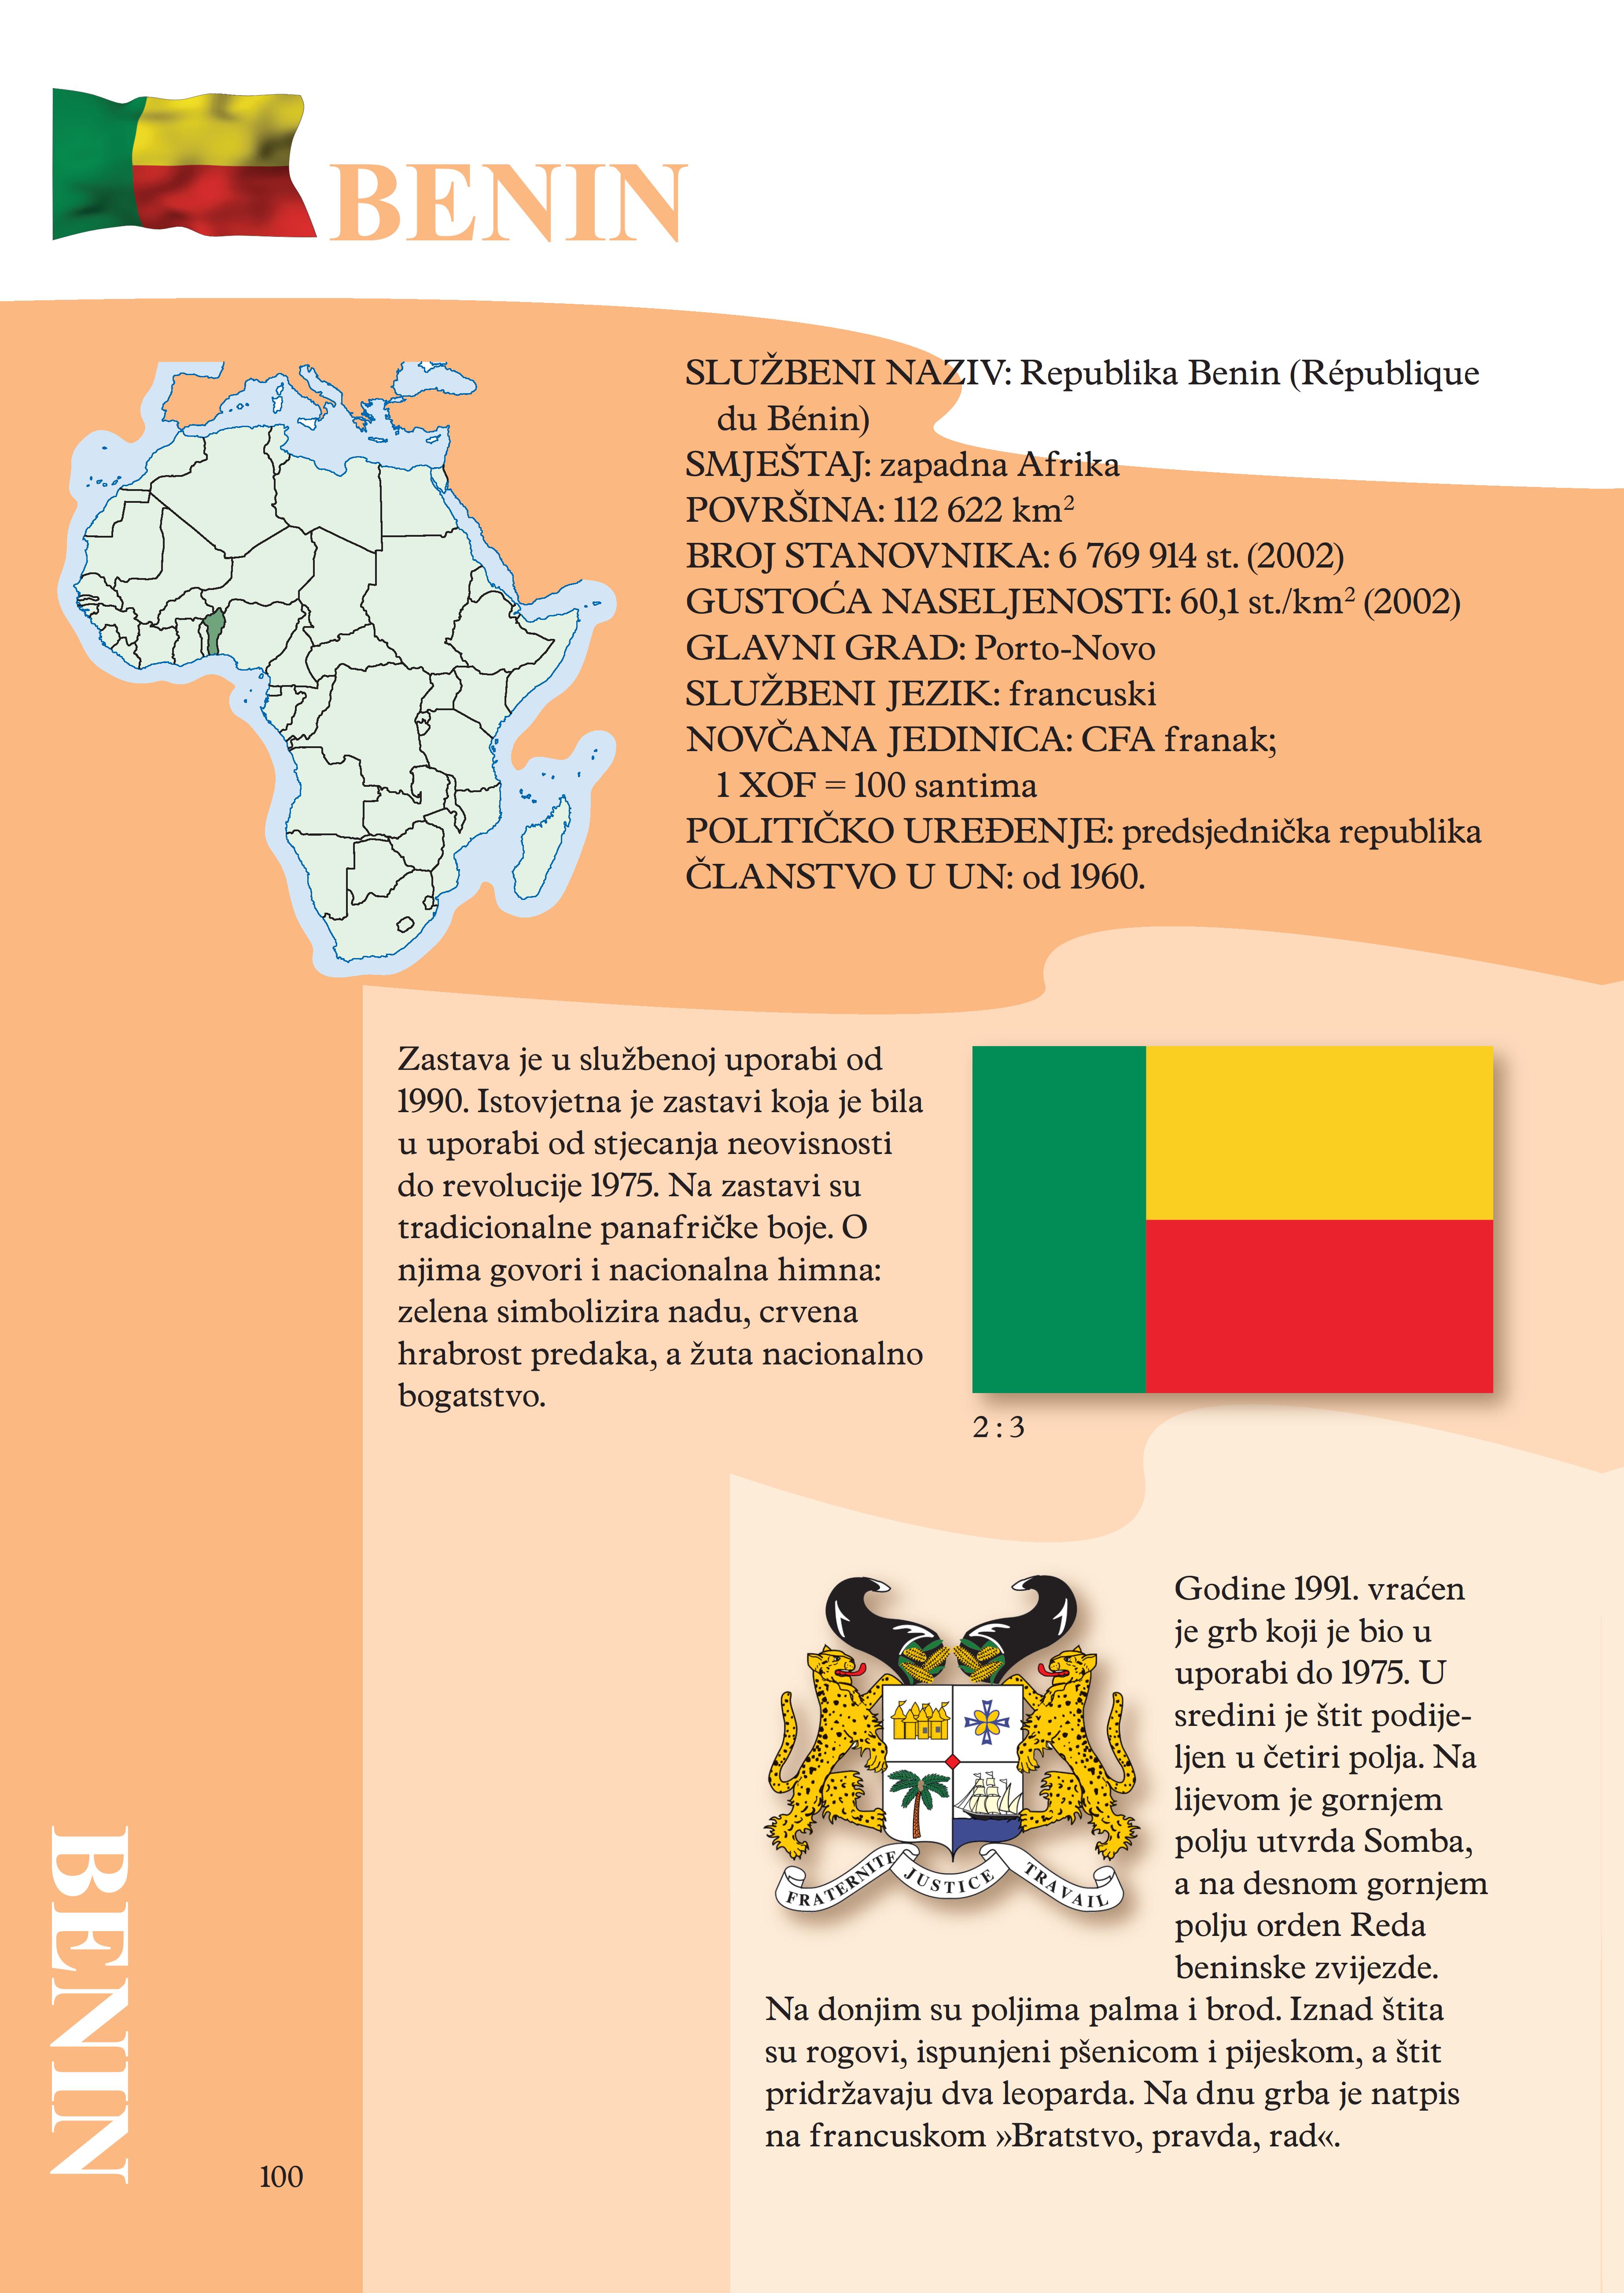 BENIN
SLUŽBENI NAZIV: Republika Benin (République
du Bénin)
SMJEŠTAJ: zapadna Afrika
POVRŠINA: 112 622 km²
BROJ STANOVNIKA: 6 769 914 st. (2002)
GUSTOĆA NASELJENOSTI: 60,1 st./km² (2002)
GLAVNI GRAD: Porto-Novo
SLUŽBENI JEZIK: francuski
NOVČANA JEDINICA: CFA franak;
1 XOF = 100 santima
POLITIČKO UREĐENJE: predsjednička republika
ČLANSTVO U UN: od 1960.
Zastava je u službenoj uporabi od
1990. Istovjetna je zastavi koja je bila
u uporabi od stjecanja neovisnosti
do revolucije 1975. Na zastavi su
tradicionalne panafričke boje. O
njima govori i nacionalna himna:
zelena simbolizira nadu, crvena
hrabrost predaka, a žuta nacionalno
bogatstvo.
2 : 3
FRATERNITE JUSTICE TRAVAIL
Godine 1991. vraćen
je grb koji je bio u
uporabi do 1975. U
sredini je štit podije-
ljen u četiri polja. Na
lijevom je gornjem
polju utvrda Somba,
a na desnom gornjem
polju orden Reda
beninske zvijezde.
Na donjim su poljima palma i brod. Iznad štita
su rogovi, ispunjeni pšenicom i pijeskom, a štit
pridržavaju dva leoparda. Na dnu grba je natpis
na francuskom »Bratstvo, pravda, rad«.
BENIN
100